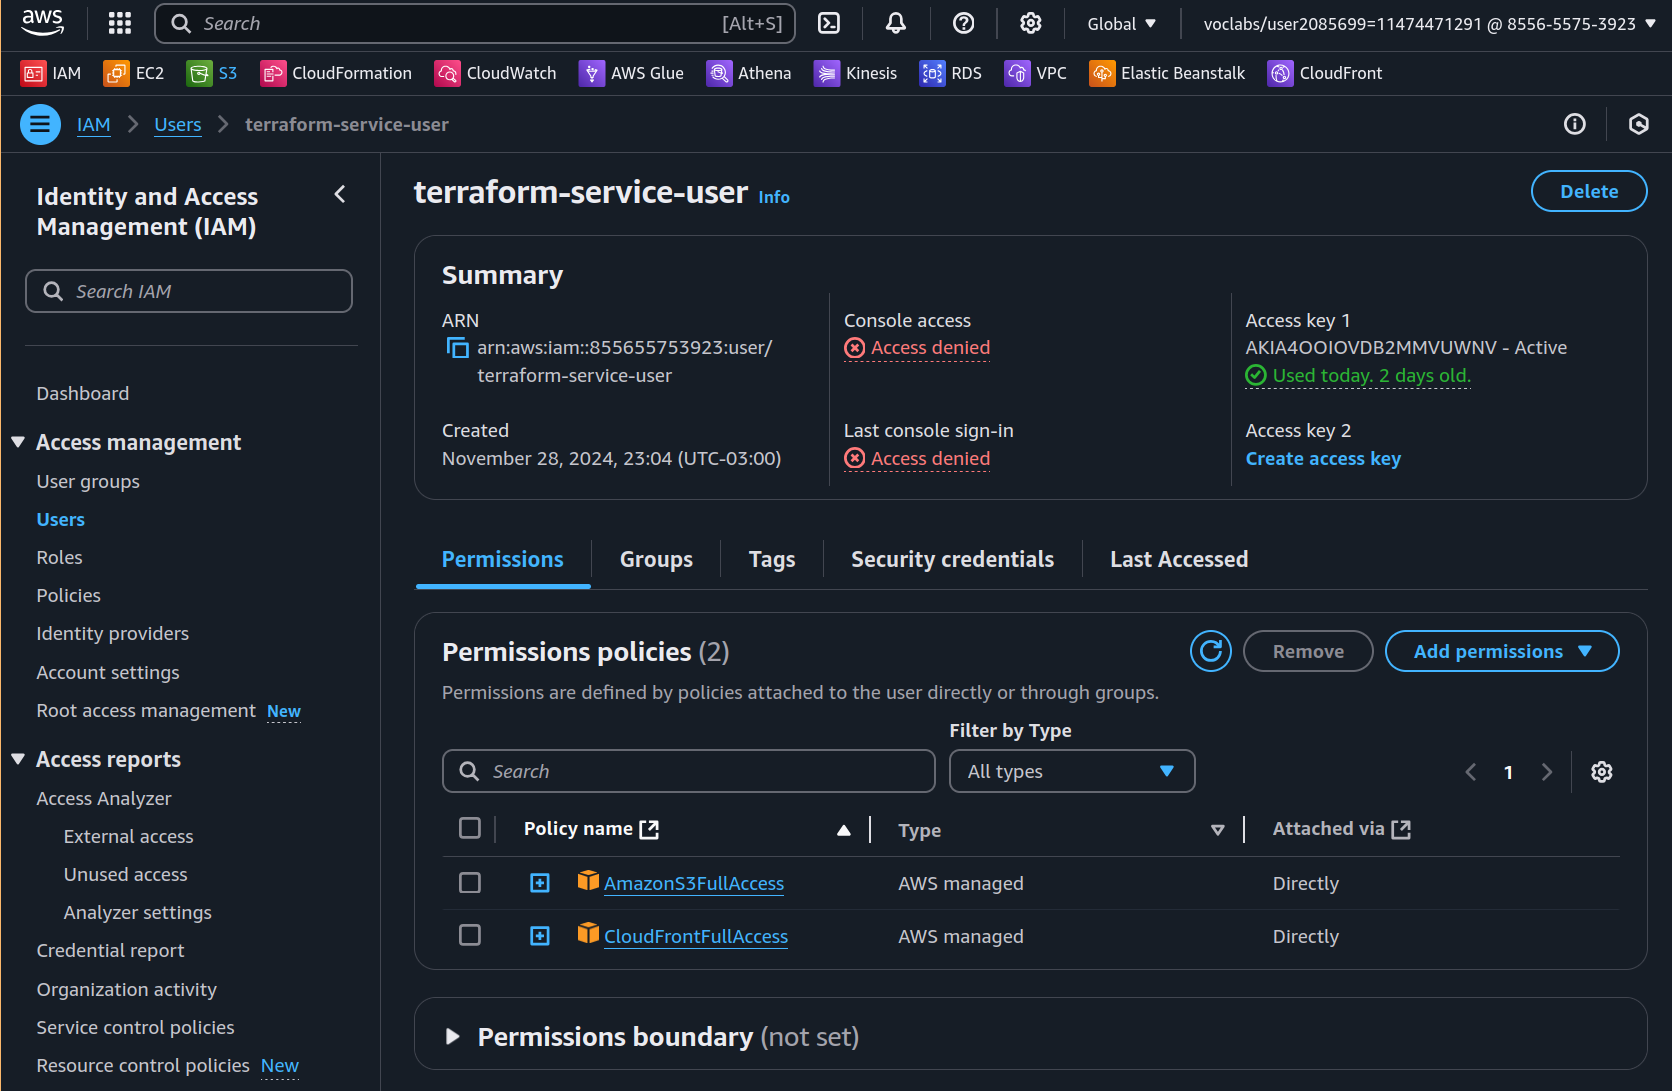 aws
Search [Alt+S]
Global
voclabs/user2085699=11474471291 @ 8556-5575-3923
IAM EC2 S3 CloudFormation CloudWatch AWS Glue Athena Kinesis RDS VPC Elastic Beanstalk CloudFront
IAM > Users > terraform-service-user
Identity and Access
Management (IAM)
Search IAM
Dashboard
Access management
User groups
Users
Roles
Policies
Identity providers
Account settings
Root access management New
Access reports
Access Analyzer
External access
Unused access
Analyzer settings
Credential report
Organization activity
Service control policies
Resource control policies New
terraform-service-user Info
Delete
Summary
ARN
arn:aws:iam::855655753923:user/
terraform-service-user
Created
November 28, 2024, 23:04 (UTC-03:00)
Console access
Access denied
Last console sign-in
Access denied
Access key 1
AKIA4OOIOVDB2MMVUWNV - Active
Used today. 2 days old.
Access key 2
Create access key
Permissions
Groups
Tags
Security credentials
Last Accessed
Permissions policies (2)
Remove
Add permissions
Permissions are defined by policies attached to the user directly or through groups.
Filter by Type
Search
All types
1
Policy name Type Attached via
AmazonS3FullAccess AWS managed Directly
CloudFrontFullAccess AWS managed Directly
Permissions boundary (not set)